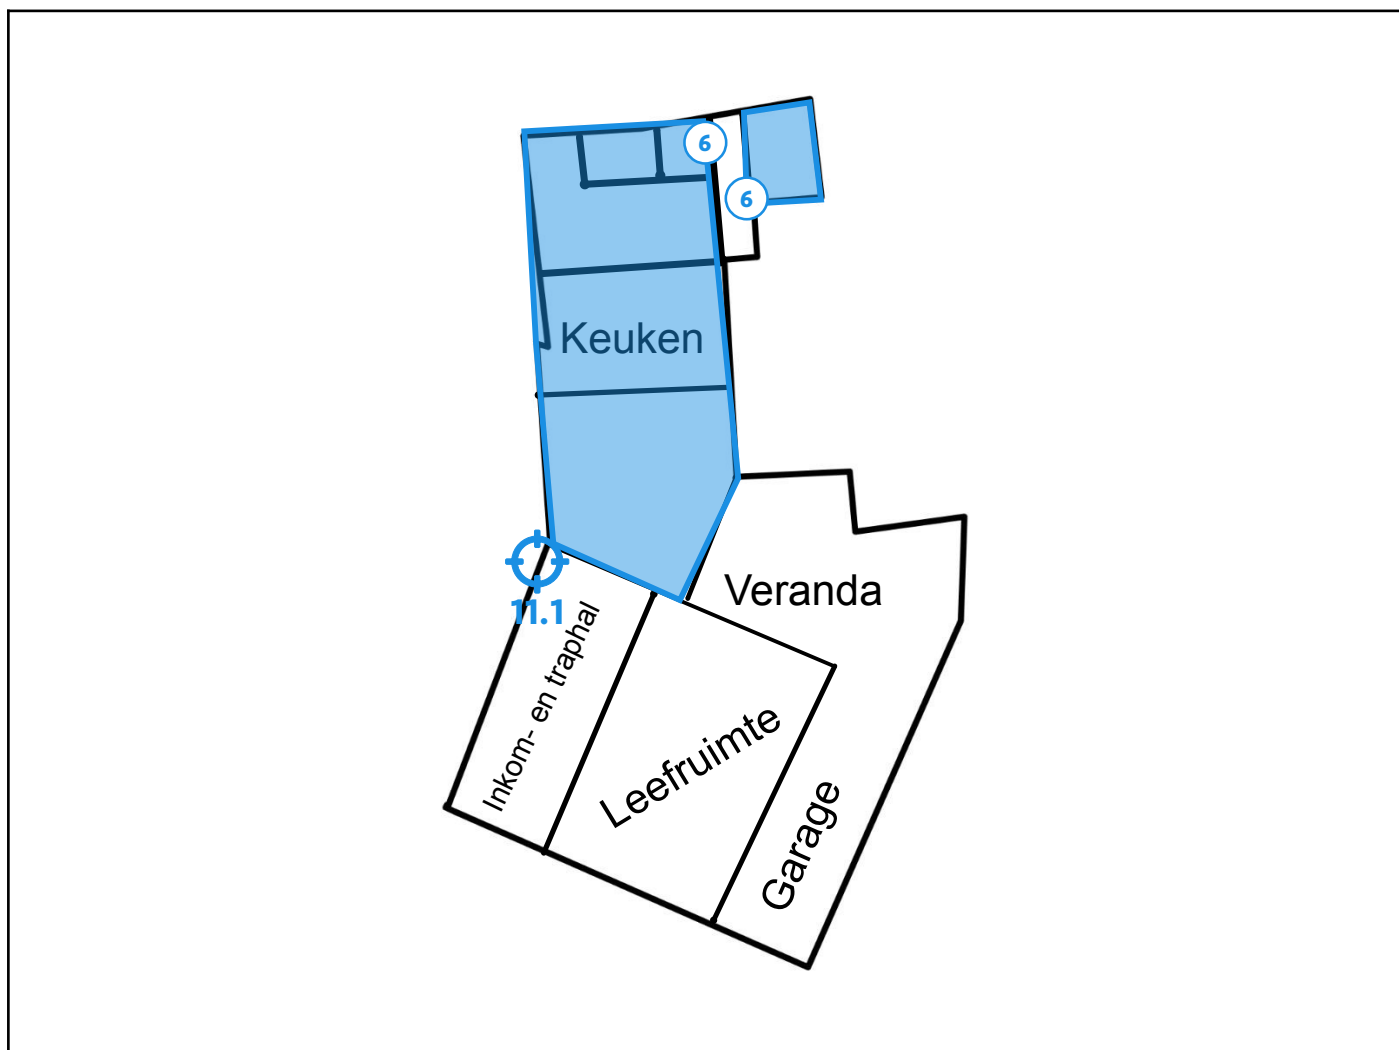 6
6
Keuken
Veranda
11.1
Inkom- en traphal
Leefruimte
Garage